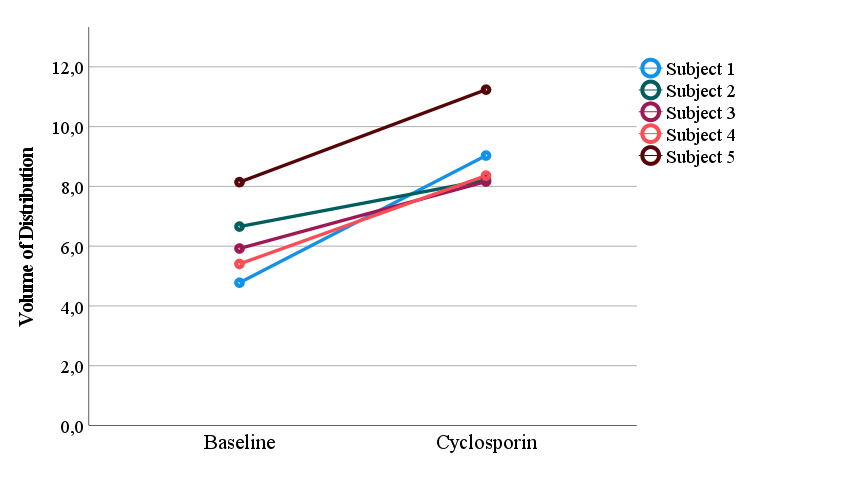 Volume of Distribution
12,0
10,0
8,0
6,0
4,0
2,0
0,0
Baseline
Cyclosporin
Subject 1
Subject 2
Subject 3
Subject 4
Subject 5